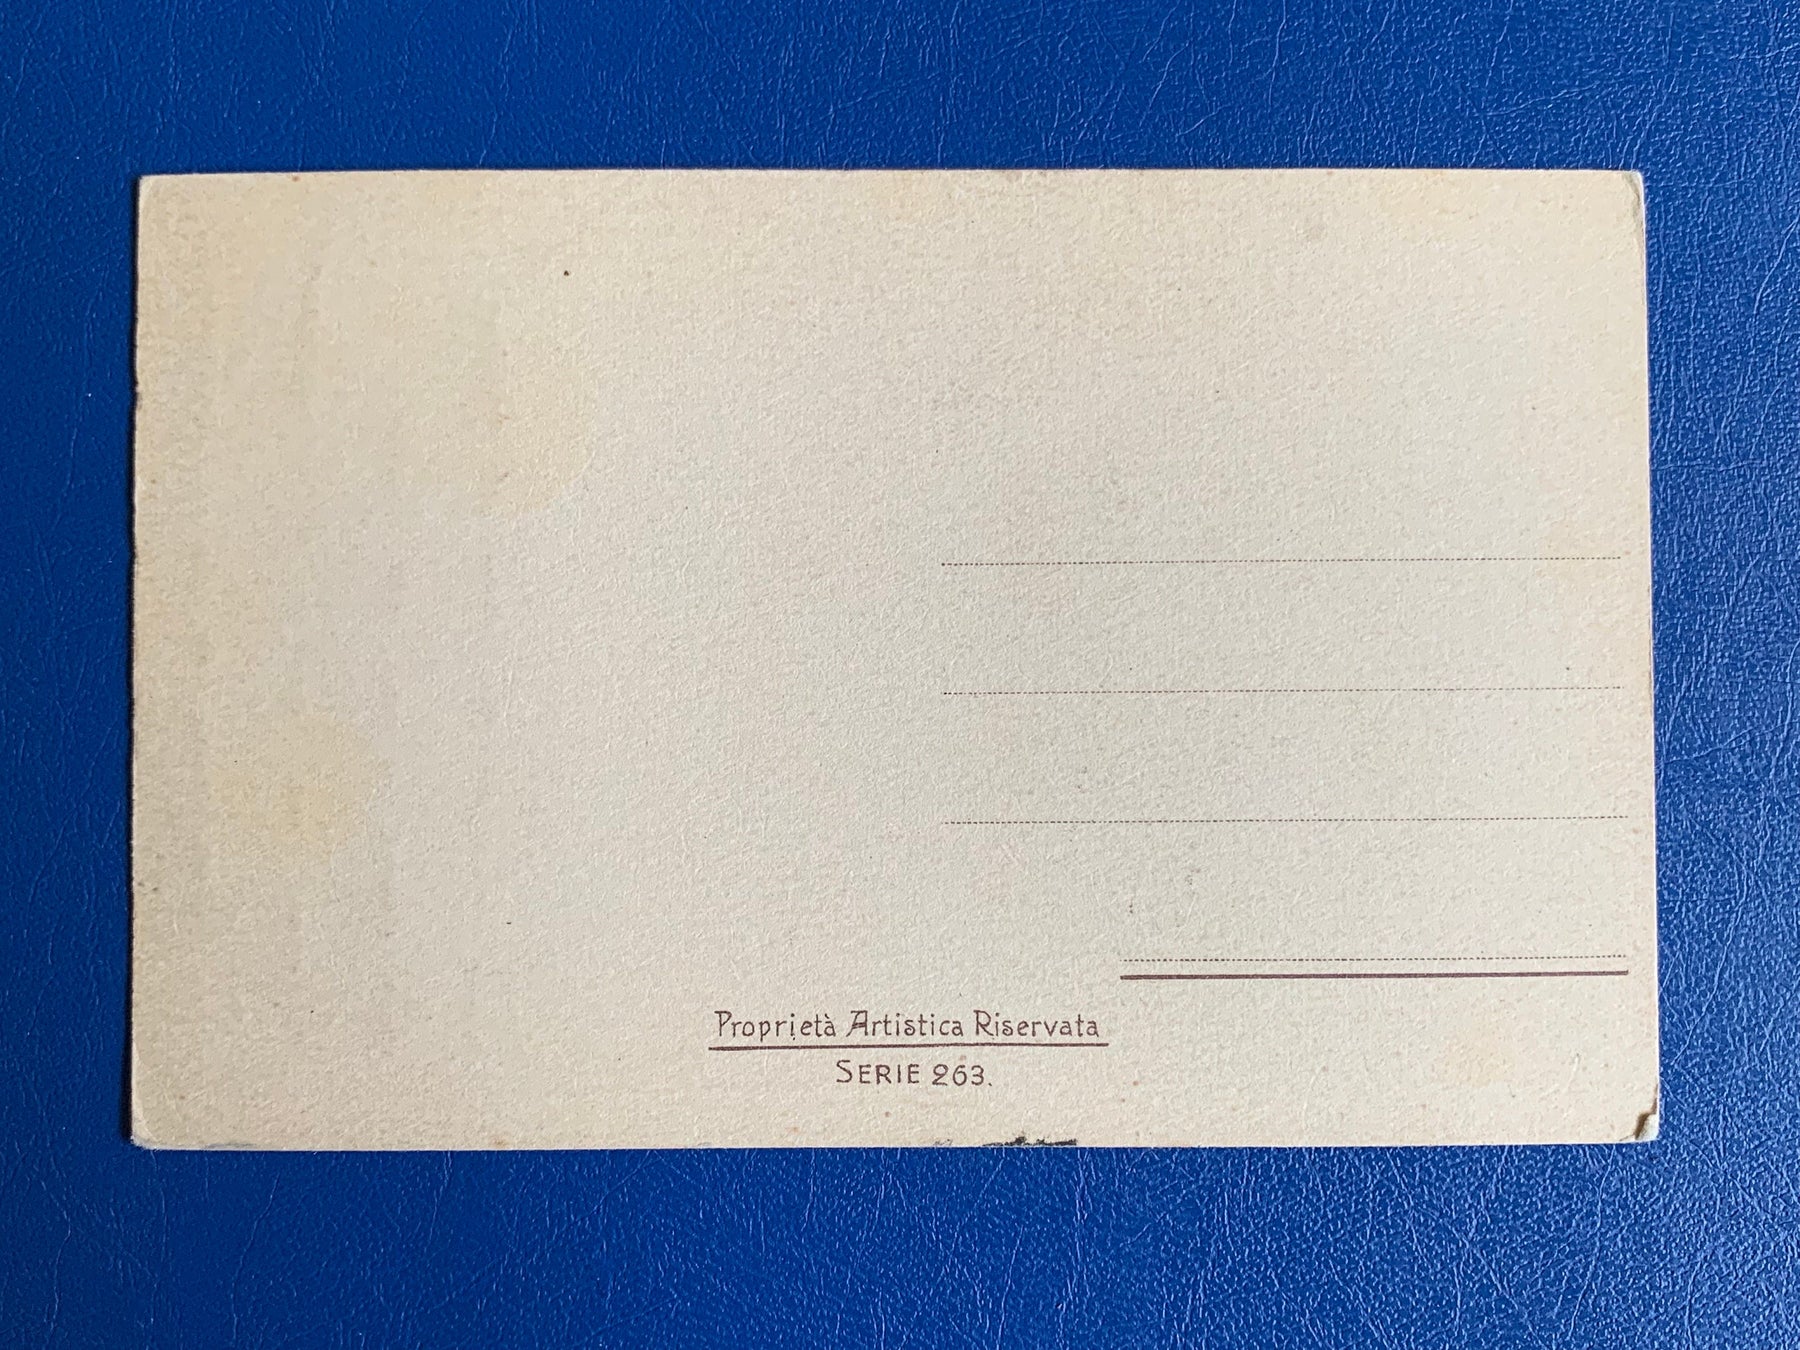 Proprietà Artistica Riservata
SERIE 263.